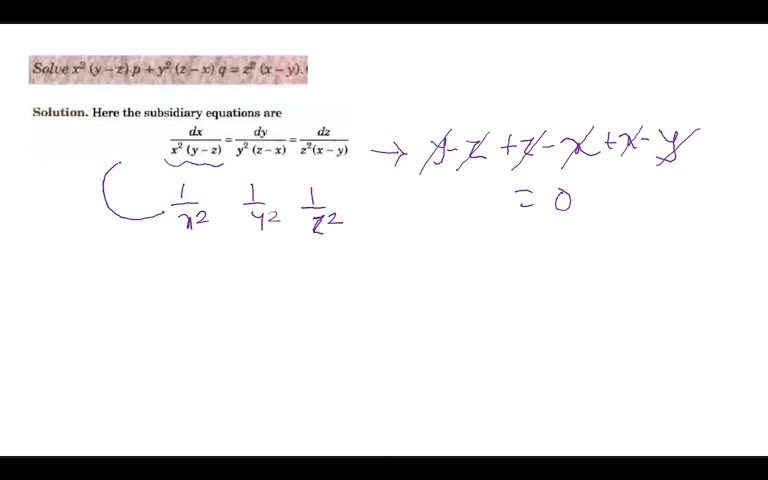 Solve x² (y – z) p + y² (z – x) q = z² (x – y).
Solution. Here the subsidiary equations are
dx/x² (y – z) = dy/y² (z – x) = dz/z²(x – y) → y - z + z - x + x - y
1/x² 1/y² 1/z² = 0